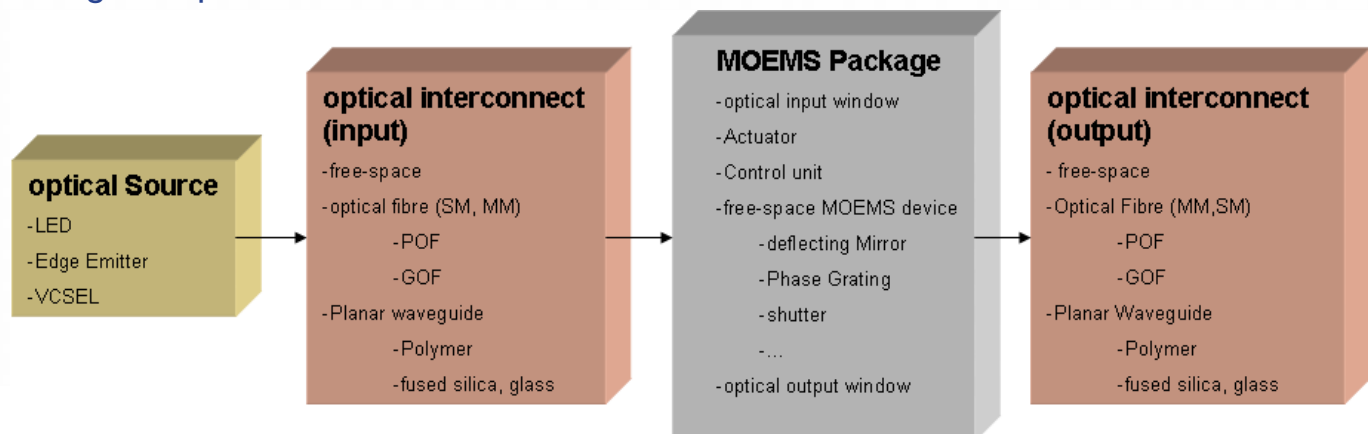 optical Source
-LED
-Edge Emitter
-VCSEL
optical interconnect
(input)
-free-space
-optical fibre (SM, MM)
-POF
-GOF
-Planar waveguide
-Polymer
-fused silica, glass
MOEMS Package
-optical input window
-Actuator
-Control unit
-free-space MOEMS device
-deflecting Mirror
-Phase Grating
-shutter
-...
-optical output window
optical interconnect
(output)
- free-space
-Optical Fibre (MM,SM)
-POF
-GOF
-Planar Waveguide
-Polymer
-fused silica, glass